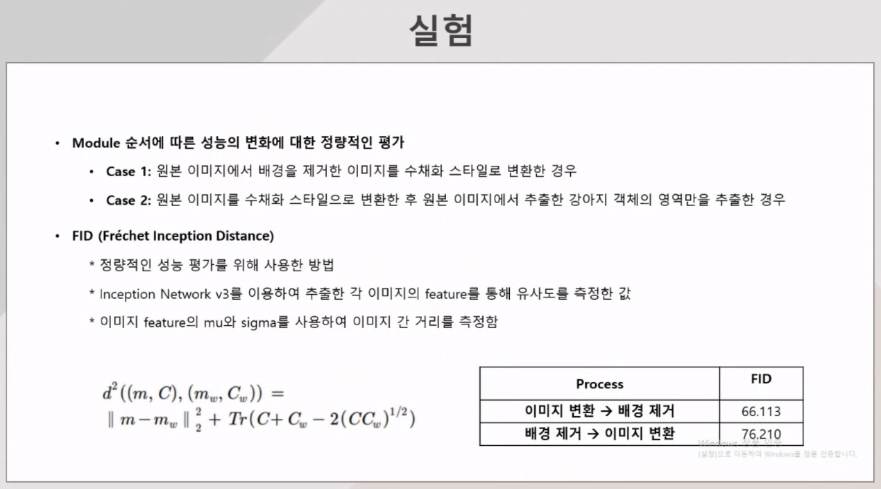 실험
• Module 순서에 따른 성능의 변화에 대한 정량적인 평가
• Case 1: 원본 이미지에서 배경을 제거한 이미지를 수채화 스타일로 변환한 경우
• Case 2: 원본 이미지를 수채화 스타일으로 변환한 후 원본 이미지에서 추출한 강아지 객체의 영역만을 추출한 경우
• FID (Fréchet Inception Distance)
* 정량적인 성능 평가를 위해 사용한 방법
* Inception Network v3를 이용하여 추출한 각 이미지의 feature를 통해 유사도를 측정한 값
* 이미지 feature의 mu와 sigma를 사용하여 이미지 간 거리를 측정함
d²((m, C), (m_w, C_w)) =
‖ m − m_w ‖₂² + Tr(C + C_w − 2(CC_w)^{1/2})
Process FID
이미지 변환 → 배경 제거 66.113
배경 제거 → 이미지 변환 76.210
Windows 정품 인증
[설정]으로 이동하여 Windows를 정품 인증합니다.